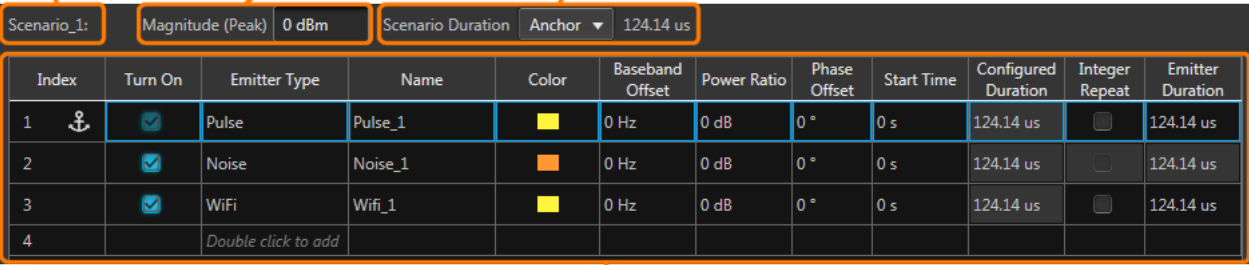 Scenario_1: Magnitude (Peak) 0 dBm Scenario Duration Anchor 124.14 us
Index Turn On Emitter Type Name Color Baseband Offset Power Ratio Phase Offset Start Time Configured Duration Integer Repeat Emitter Duration
1 Pulse Pulse_1 0 Hz 0 dB 0 ° 0 s 124.14 us 124.14 us
2 Noise Noise_1 0 Hz 0 dB 0 ° 0 s 124.14 us 124.14 us
3 WiFi Wifi_1 0 Hz 0 dB 0 ° 0 s 124.14 us 124.14 us
4 Double click to add